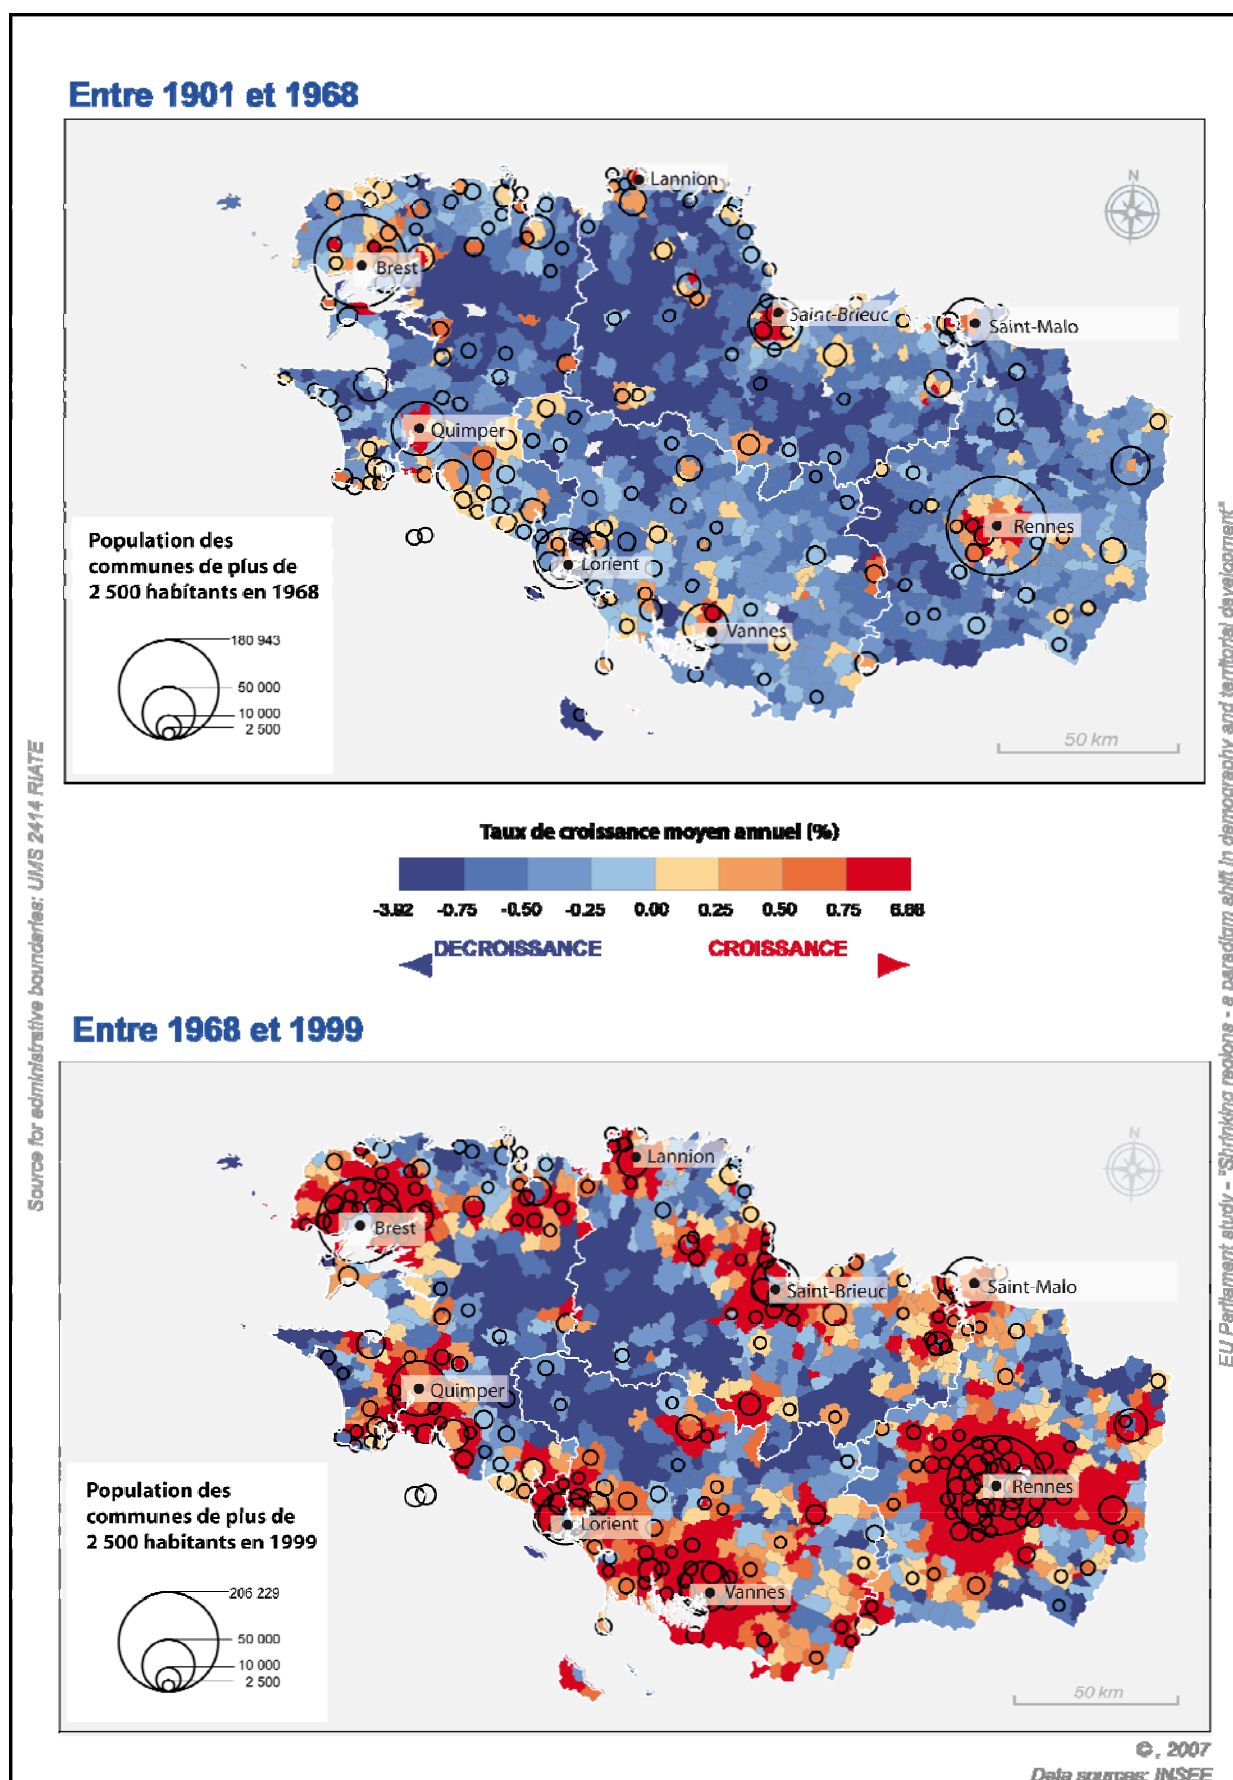 Entre 1901 et 1968
N
Lannion
Brest
Saint-Brieuc
Saint-Malo
Quimper
Rennes
Lorient
Vannes
Population des
communes de plus de
2 500 habitants en 1968
180 943
50 000
10 000
2 500
50 km
Taux de croissance moyen annuel (%)
-3.92 -0.75 -0.50 -0.25 0.00 0.25 0.50 0.75 6.68
DECROISSANCE CROISSANCE
Entre 1968 et 1999
N
Lannion
Brest
Saint-Brieuc
Saint-Malo
Quimper
Rennes
Lorient
Vannes
Population des
communes de plus de
2 500 habitants en 1999
206 229
50 000
10 000
2 500
50 km
Source for administrative boundaries: UMS 2414 RIATE
EU Parliament study - "Shrinking regions - a paradigm shift in demography and territorial development"
©, 2007
Data sources: INSEE